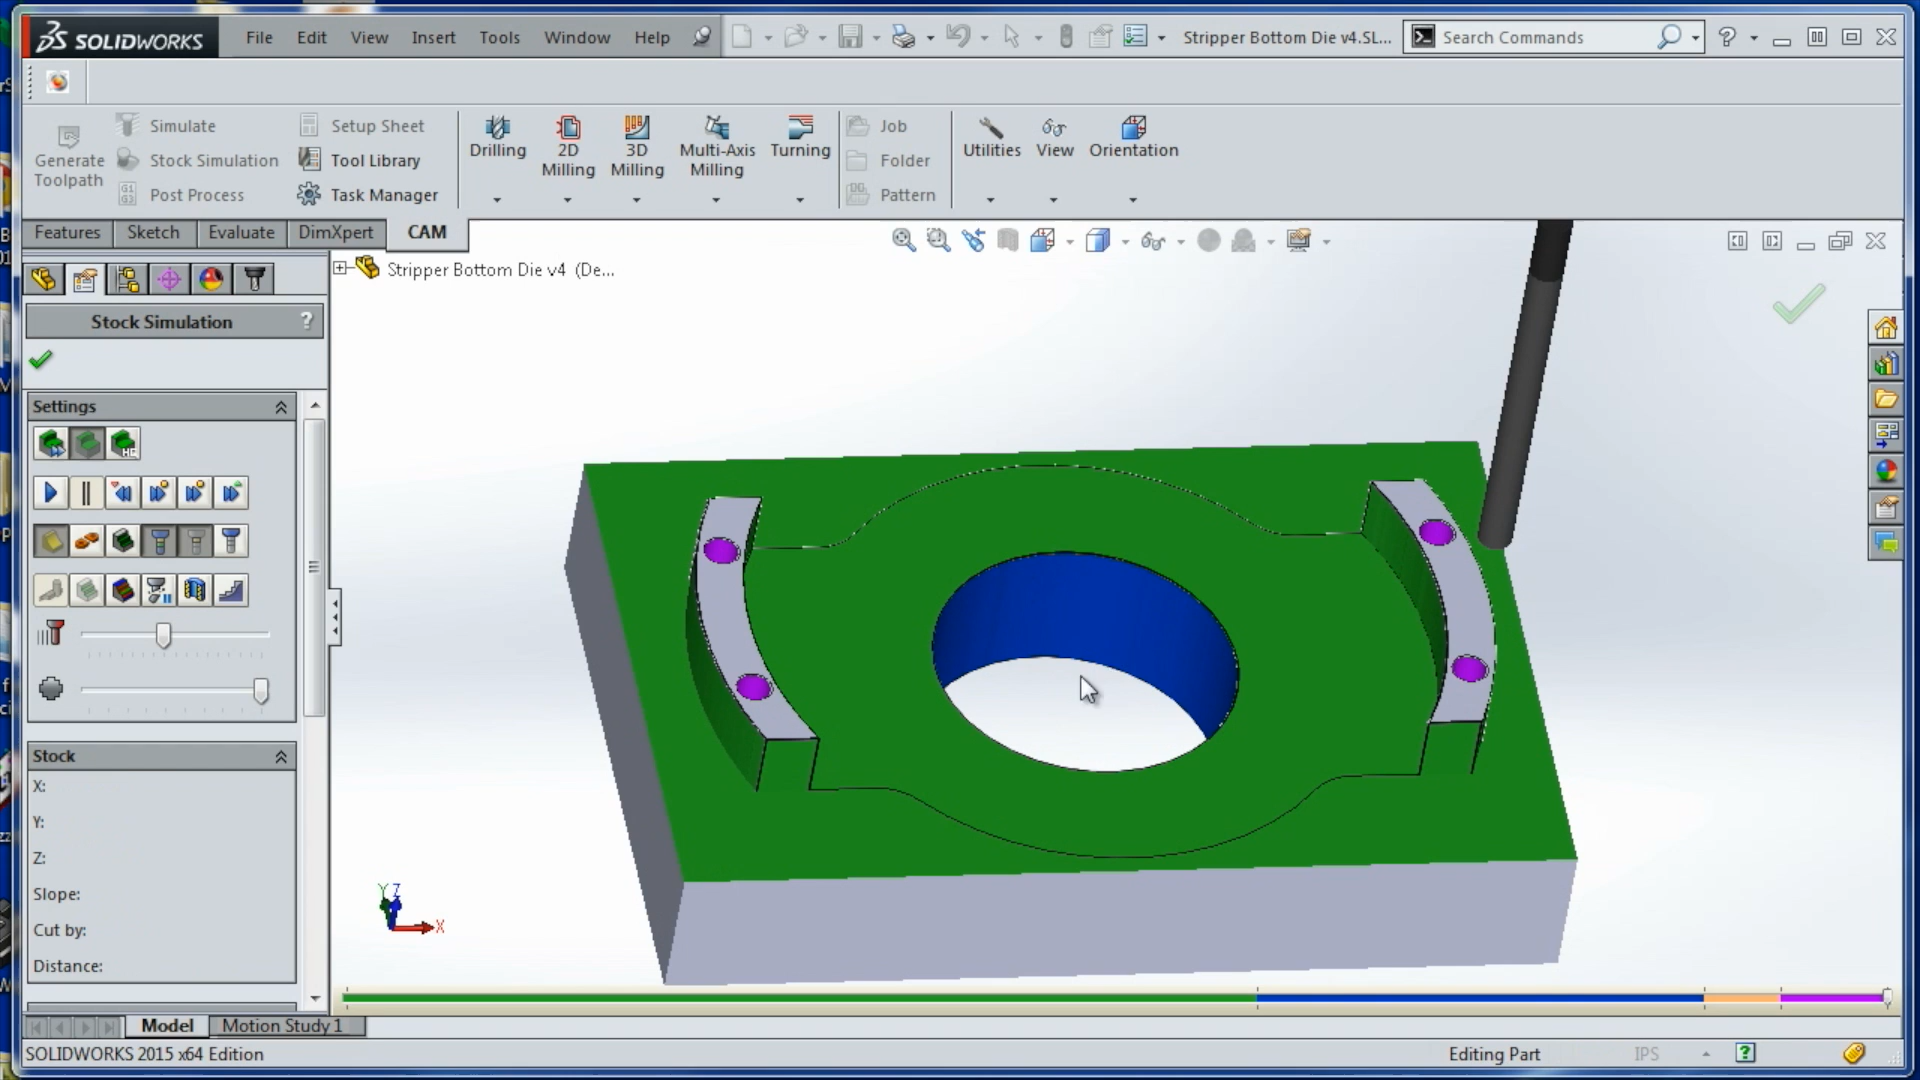 SOLIDWORKS File Edit View Insert Tools Window Help Stripper Bottom Die v4.SL... Search Commands
Generate Toolpath
Simulate
Stock Simulation
Post Process
Setup Sheet
Tool Library
Task Manager
Drilling
2D Milling
3D Milling
Multi-Axis Milling
Turning
Job
Folder
Pattern
Utilities
View
Orientation
Features Sketch Evaluate DimXpert CAM
Stripper Bottom Die v4 (De...
Stock Simulation ?
Settings
Stock
X:
Y:
Z:
Slope:
Cut by:
Distance:
Y Z
X
Model Motion Study 1
SOLIDWORKS 2015 x64 Edition Editing Part IPS ?